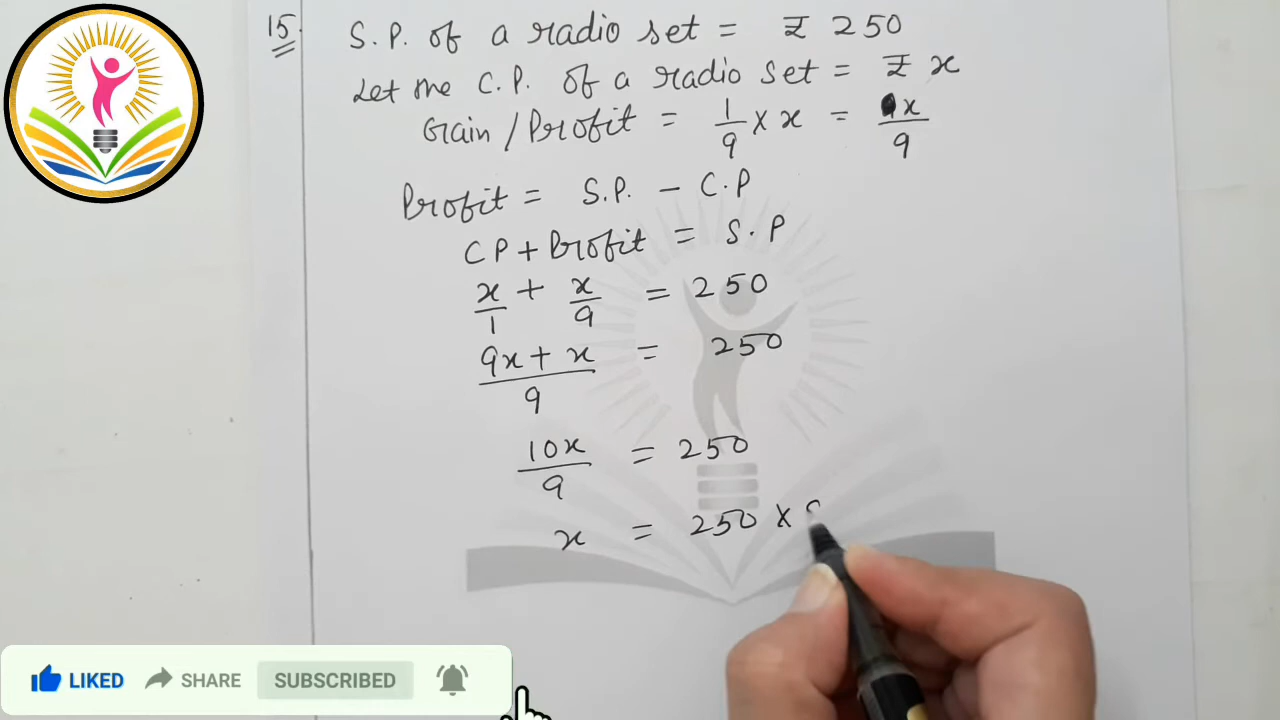 15. S.P. of a radio set = ₹ 250
Let the C.P. of a radio set = ₹ x
Gain / Profit = 1/9 × x = x/9
Profit = S.P. - C.P
CP + Profit = S.P
x/1 + x/9 = 250
9x + x / 9 = 250
10x/9 = 250
x = 250 ×
LIKED SHARE SUBSCRIBED